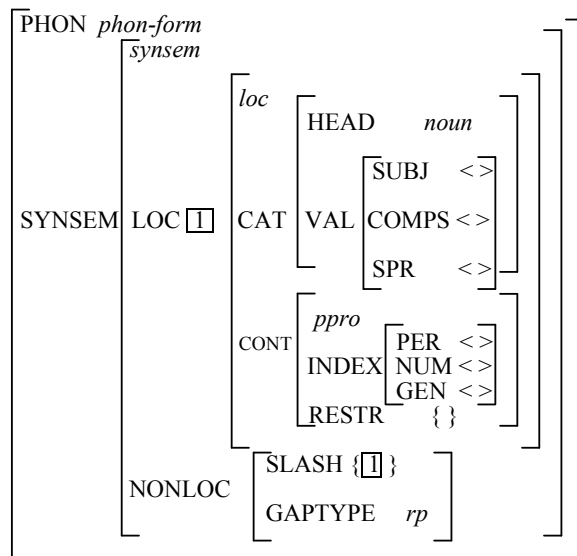 PHON phon-form
synsem
loc
HEAD noun
SUBJ < >
SYNSEM LOC 1 CAT VAL COMPS < >
SPR < >
ppro
PER < >
CONT INDEX NUM < >
GEN < >
RESTR { }
SLASH { 1 }
NONLOC
GAPTYPE rp